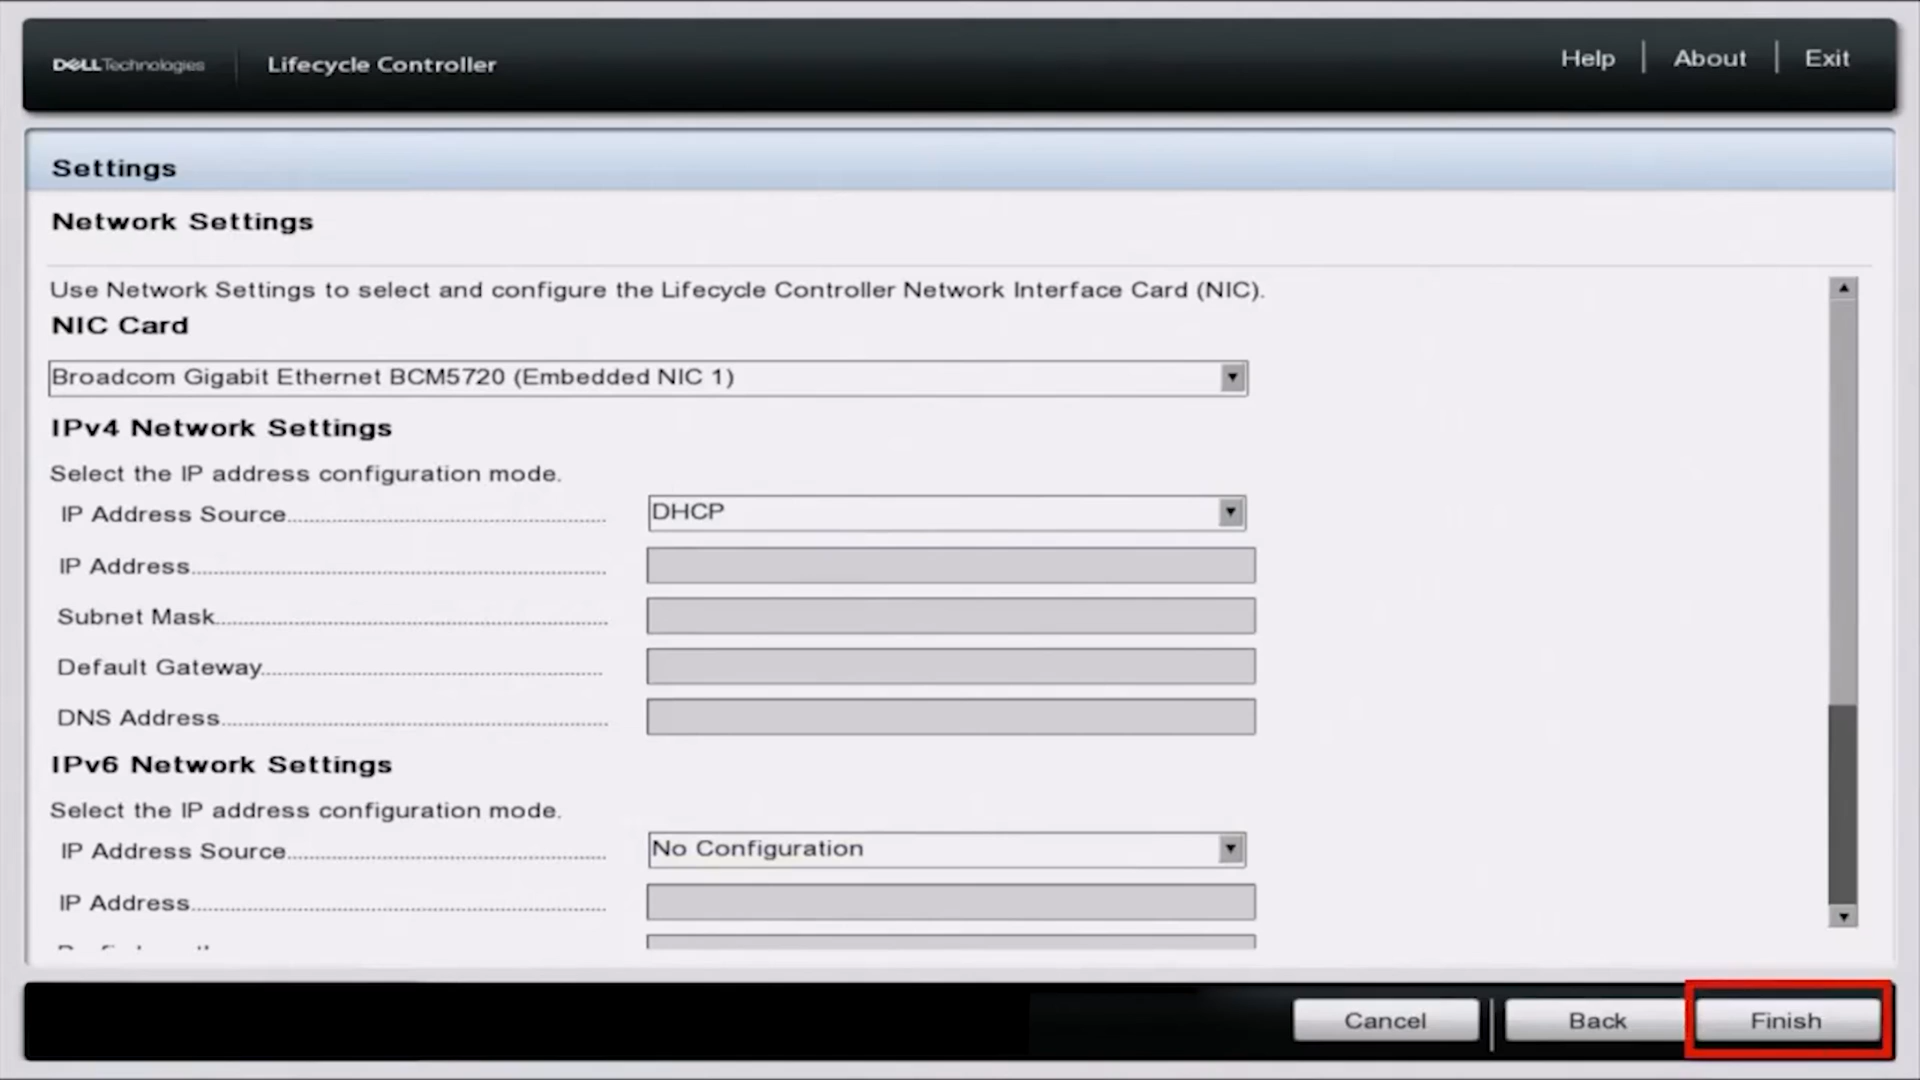 DELLTechnologies
Lifecycle Controller
Help
About
Exit
Settings
Network Settings
Use Network Settings to select and configure the Lifecycle Controller Network Interface Card (NIC).
NIC Card
Broadcom Gigabit Ethernet BCM5720 (Embedded NIC 1)
IPv4 Network Settings
Select the IP address configuration mode.
IP Address Source
DHCP
IP Address
Subnet Mask
Default Gateway
DNS Address
IPv6 Network Settings
Select the IP address configuration mode.
IP Address Source
No Configuration
IP Address
Cancel
Back
Finish